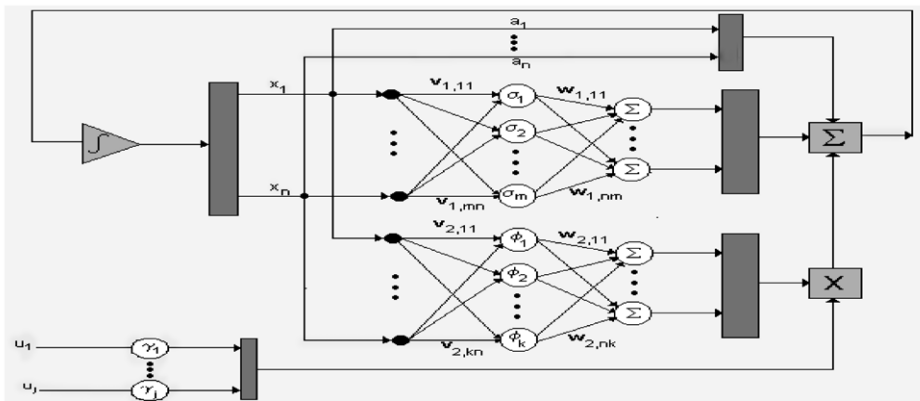 a₁
aₙ
x₁ v₁,₁₁ σ₁ w₁,₁₁ Σ
σ₂
∫ Σ Σ
xₙ v₁,ₘₙ σₘ w₁,ₙₘ
v₂,₁₁ ϕ₁ w₂,₁₁ Σ
ϕ₂ X
Σ
v₂,ₖₙ ϕₖ w₂,ₙₖ
u₁ γ₁
uⱼ γⱼ